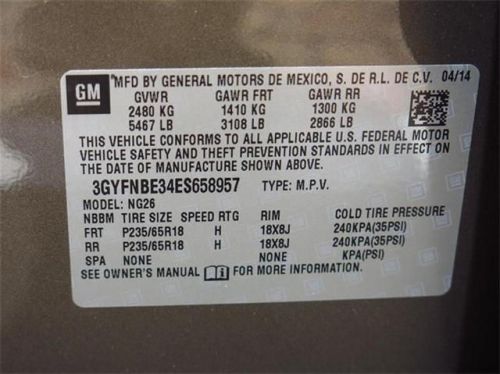 GM MFD BY GENERAL MOTORS DE MEXICO, S. DE R.L. DE C.V. 04/14
GVWR GAWR FRT GAWR RR
2480 KG 1410 KG 1300 KG
5467 LB 3108 LB 2866 LB
THIS VEHICLE CONFORMS TO ALL APPLICABLE U.S. FEDERAL MOTOR
VEHICLE SAFETY AND THEFT PREVENTION STANDARDS IN EFFECT ON
THE DATE OF MANUFACTURE SHOWN ABOVE.
3GYFNBE34ES658957 TYPE: M.P.V.
MODEL: NG26
NBBM TIRE SIZE SPEED RTG RIM COLD TIRE PRESSURE
FRT P235/65R18 H 18X8J 240KPA(35PSI)
RR P235/65R18 H 18X8J 240KPA(35PSI)
SPA NONE NONE KPA(PSI)
SEE OWNER'S MANUAL FOR MORE INFORMATION.